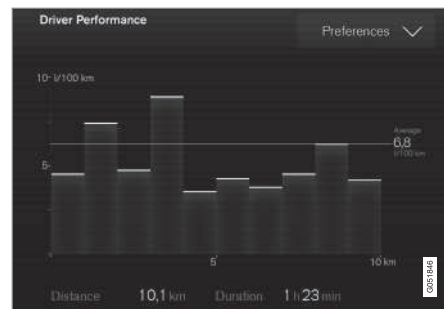 Driver Performance
Preferences
10 l/100 km
Average
6,8
l/100 km
5
5
10 km
G051846
Distance 10,1 km Duration 1 h 23 min